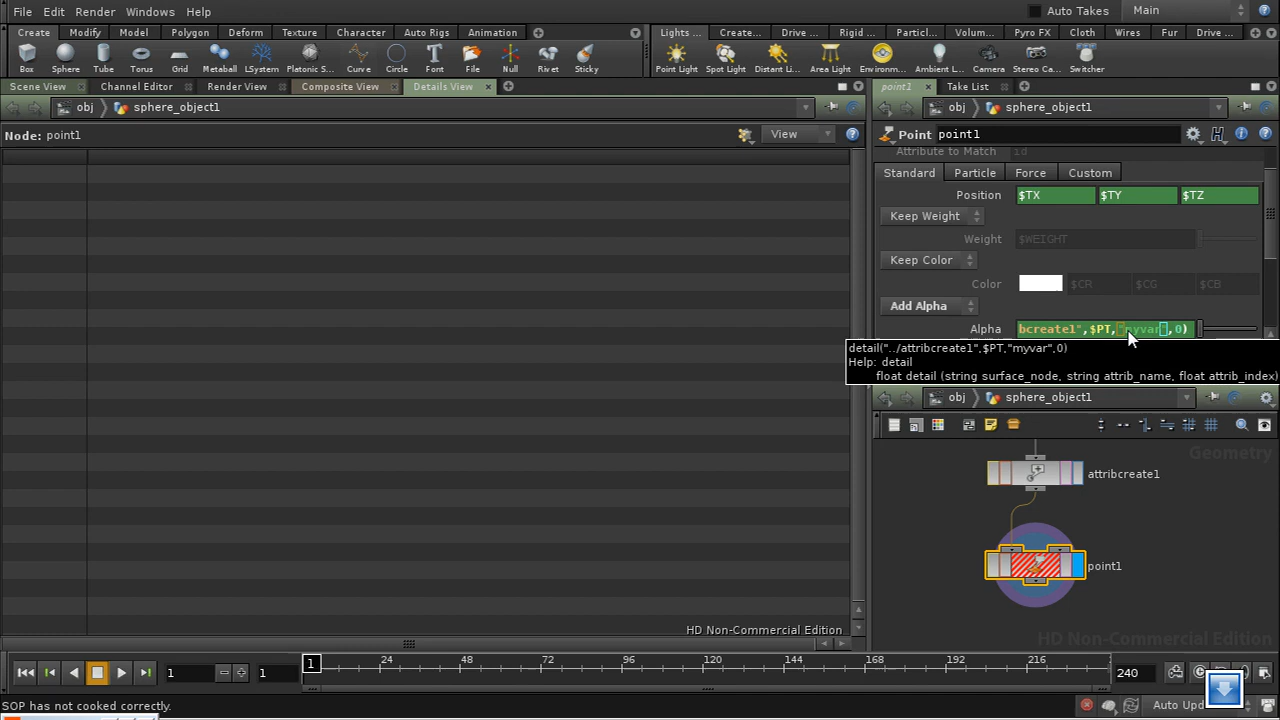 File Edit Render Windows Help Auto Takes Main
Create Modify Model Polygon Deform Texture Character Auto Rigs Animation Lights ... Create... Drive ... Rigid ... Particl... Volum... Pyro FX Cloth Wires Fur Drive ...
Box Sphere Tube Torus Grid Metaball LSystem Platonic S... Curve Circle Font File Null Rivet Sticky Point Light Spot Light Distant Li... Area Light Environm... Ambient L... Camera Stereo Ca... Switcher
Scene View Channel Editor Render View Composite View Details View point1 Take List
obj sphere_object1 obj sphere_object1
Node: point1 View Point point1
Attribute to Match id
Standard Particle Force Custom
Position $TX $TY $TZ
Keep Weight
Weight $WEIGHT
Keep Color
Color $CR $CG $CB
Add Alpha
Alpha bcreate1",$PT,"myvar",0)
detail("../attribcreate1",$PT,"myvar",0)
Help: detail
float detail (string surface_node, string attrib_name, float attrib_index)
obj sphere_object1
Geometry
attribcreate1
point1
HD Non-Commercial Edition
HD Non-Commercial Edition
1 1 1 24 48 72 96 120 144 168 192 216 240
SOP has not cooked correctly. Auto Up